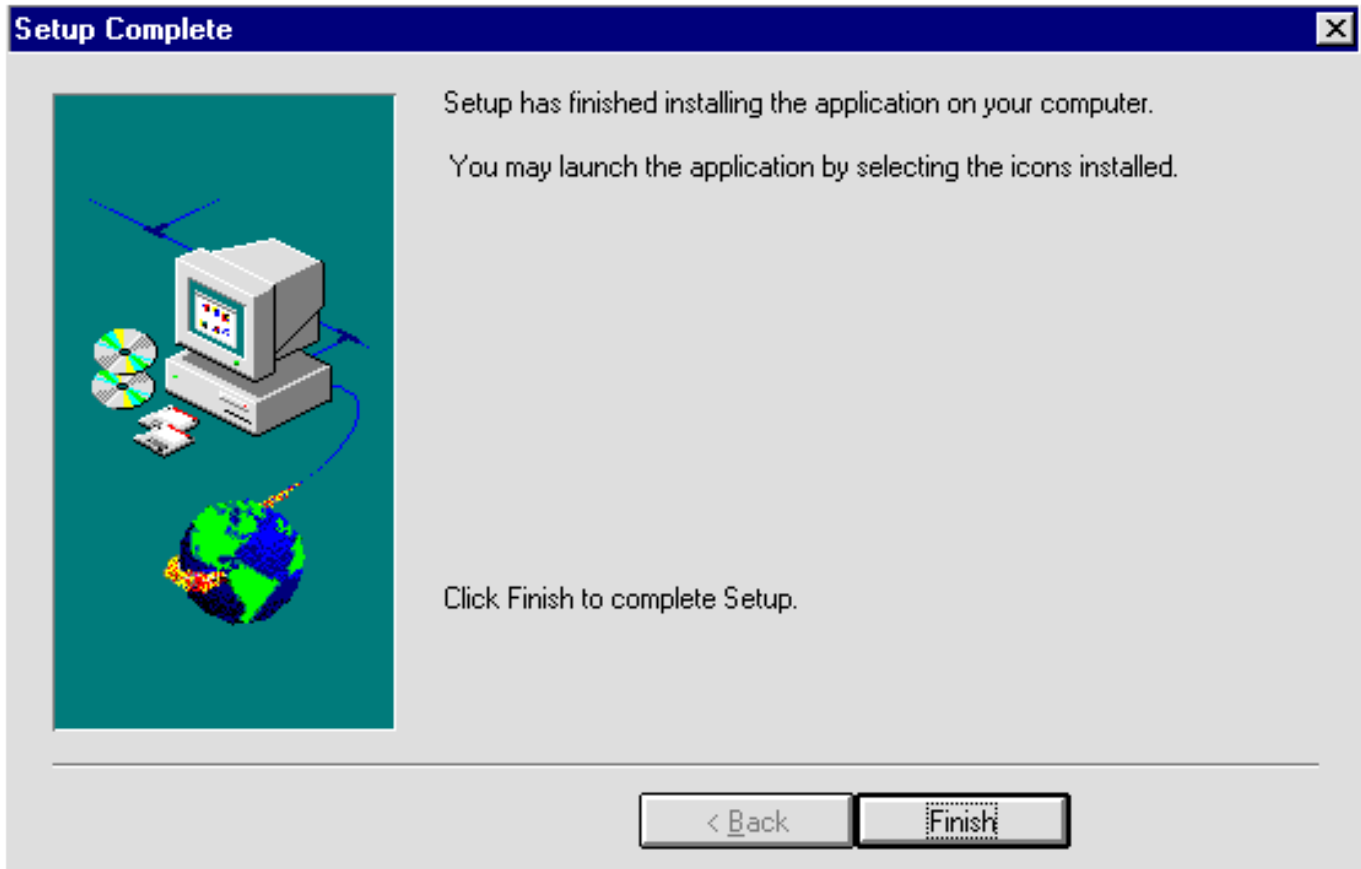 Setup Complete
Setup has finished installing the application on your computer.
You may launch the application by selecting the icons installed.
Click Finish to complete Setup.
< Back
Finish